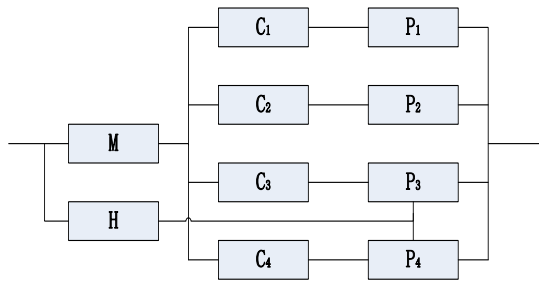 C₁ P₁
C₂ P₂
M
C₃ P₃
H
C₄ P₄